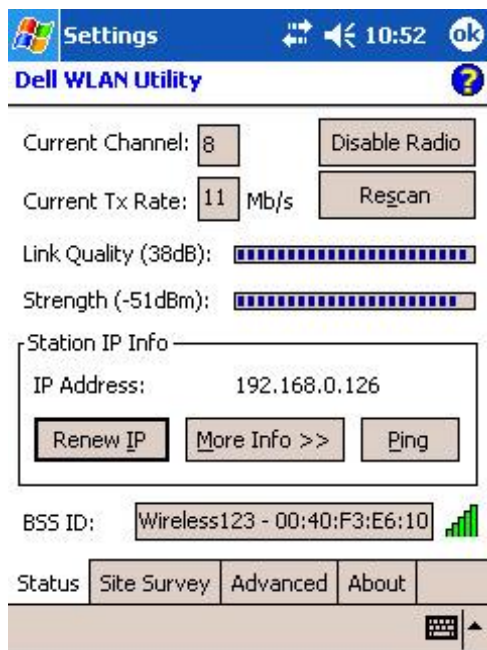 Settings 10:52 ok
Dell WLAN Utility ?
Current Channel: 8 Disable Radio
Current Tx Rate: 11 Mb/s Rescan
Link Quality (38dB):
Strength (-51dBm):
Station IP Info
IP Address: 192.168.0.126
Renew IP More Info >> Ping
BSS ID: Wireless123 - 00:40:F3:E6:10
Status Site Survey Advanced About